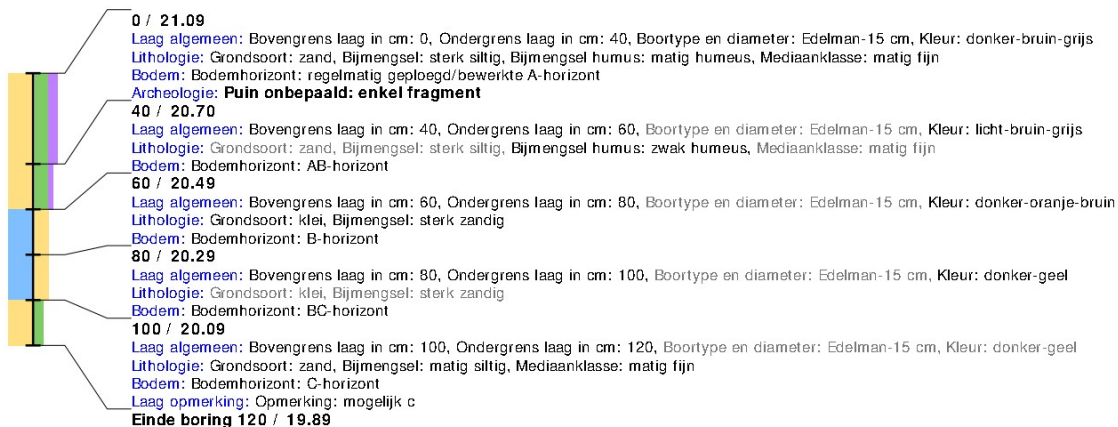 0 / 21.09
Laag algemeen: Bovengrens laag in cm: 0, Ondergrens laag in cm: 40, Boortype en diameter: Edelman-15 cm, Kleur: donker-bruin-grijs
Lithologie: Grondsoort: zand, Bijmengsel: sterk siltig, Bijmengsel humus: matig humeus, Mediaanklasse: matig fijn
Bodem: Bodemhorizont: regelmatig geploegd/bewerkte A-horizont
Archeologie: Puin onbepaald: enkel fragment
40 / 20.70
Laag algemeen: Bovengrens laag in cm: 40, Ondergrens laag in cm: 60, Boortype en diameter: Edelman-15 cm, Kleur: licht-bruin-grijs
Lithologie: Grondsoort: zand, Bijmengsel: sterk siltig, Bijmengsel humus: zwak humeus, Mediaanklasse: matig fijn
Bodem: Bodemhorizont: AB-horizont
60 / 20.49
Laag algemeen: Bovengrens laag in cm: 60, Ondergrens laag in cm: 80, Boortype en diameter: Edelman-15 cm, Kleur: donker-oranje-bruin
Lithologie: Grondsoort: klei, Bijmengsel: sterk zandig
Bodem: Bodemhorizont: B-horizont
80 / 20.29
Laag algemeen: Bovengrens laag in cm: 80, Ondergrens laag in cm: 100, Boortype en diameter: Edelman-15 cm, Kleur: donker-geel
Lithologie: Grondsoort: klei, Bijmengsel: sterk zandig
Bodem: Bodemhorizont: BC-horizont
100 / 20.09
Laag algemeen: Bovengrens laag in cm: 100, Ondergrens laag in cm: 120, Boortype en diameter: Edelman-15 cm, Kleur: donker-geel
Lithologie: Grondsoort: zand, Bijmengsel: matig siltig, Mediaanklasse: matig fijn
Bodem: Bodemhorizont: C-horizont
Laag opmerking: Opmerking: mogelijk c
Einde boring 120 / 19.89